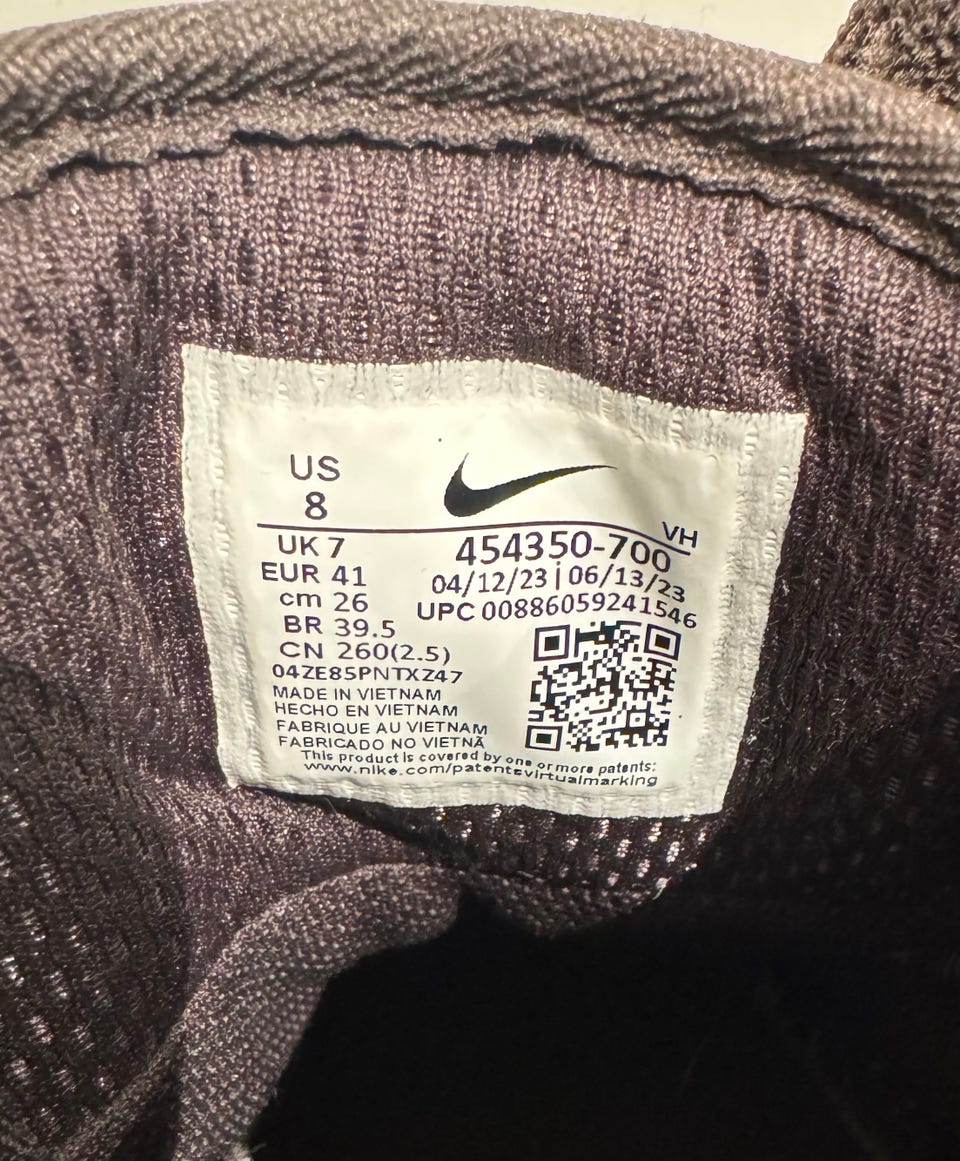 US
8
UK 7
EUR 41
cm 26
BR 39.5
CN 260(2.5)
04ZE85PNTXZ47
MADE IN VIETNAM
HECHO EN VIETNAM
FABRIQUE AU VIETNAM
FABRICADO NO VIETNÃ
VH
454350-700
04/12/23 | 06/13/23
UPC 00886059241546
This product is covered by one or more patents:
www.nike.com/patentsvirtualmarking